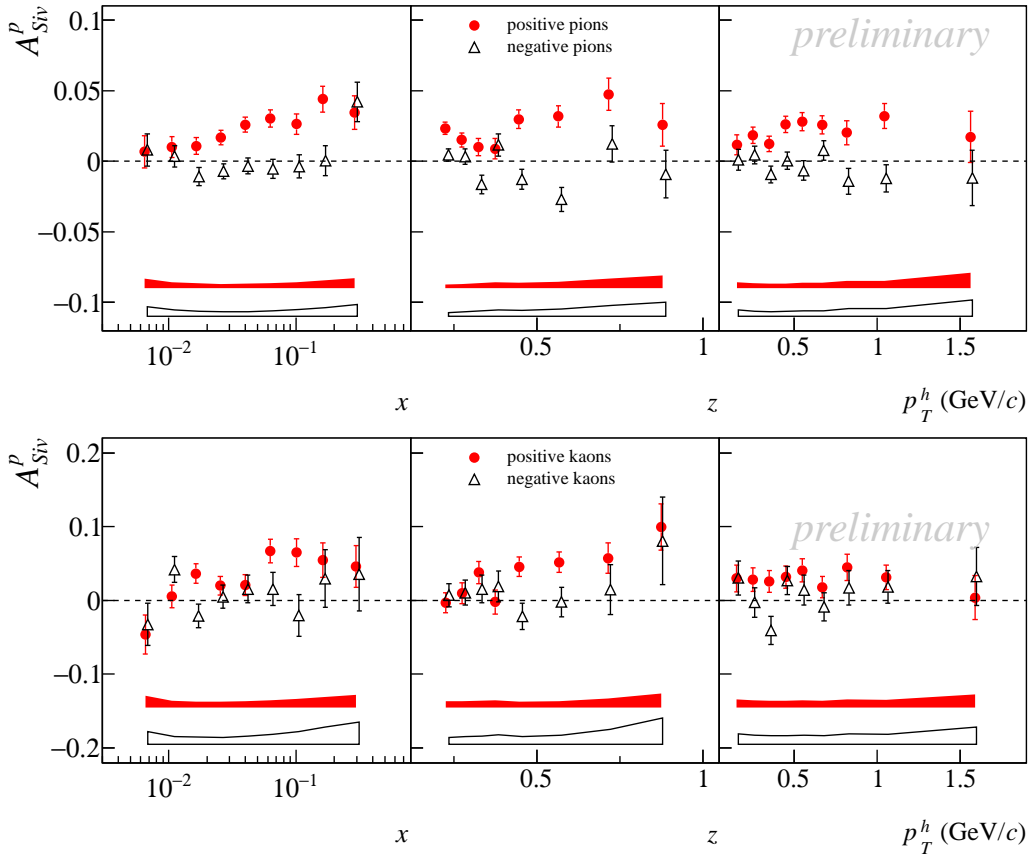 A^p_Siv
0.1
0.05
0
−0.05
−0.1
positive pions
negative pions
preliminary
10^−2
10^−1
0.5
1
0.5
1
1.5
x
z
p_T^h (GeV/c)
A^p_Siv
0.2
0.1
0
−0.1
−0.2
positive kaons
negative kaons
preliminary
10^−2
10^−1
0.5
1
0.5
1
1.5
x
z
p_T^h (GeV/c)